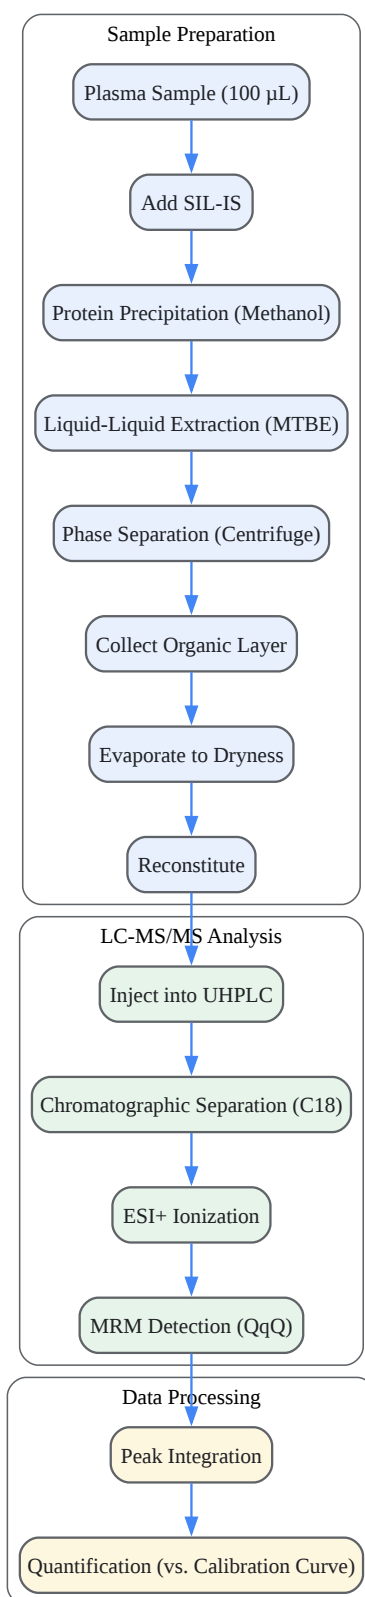 Sample Preparation
Plasma Sample (100 µL)
Add SIL-IS
Protein Precipitation (Methanol)
Liquid-Liquid Extraction (MTBE)
Phase Separation (Centrifuge)
Collect Organic Layer
Evaporate to Dryness
Reconstitute
LC-MS/MS Analysis
Inject into UHPLC
Chromatographic Separation (C18)
ESI+ Ionization
MRM Detection (QqQ)
Data Processing
Peak Integration
Quantification (vs. Calibration Curve)